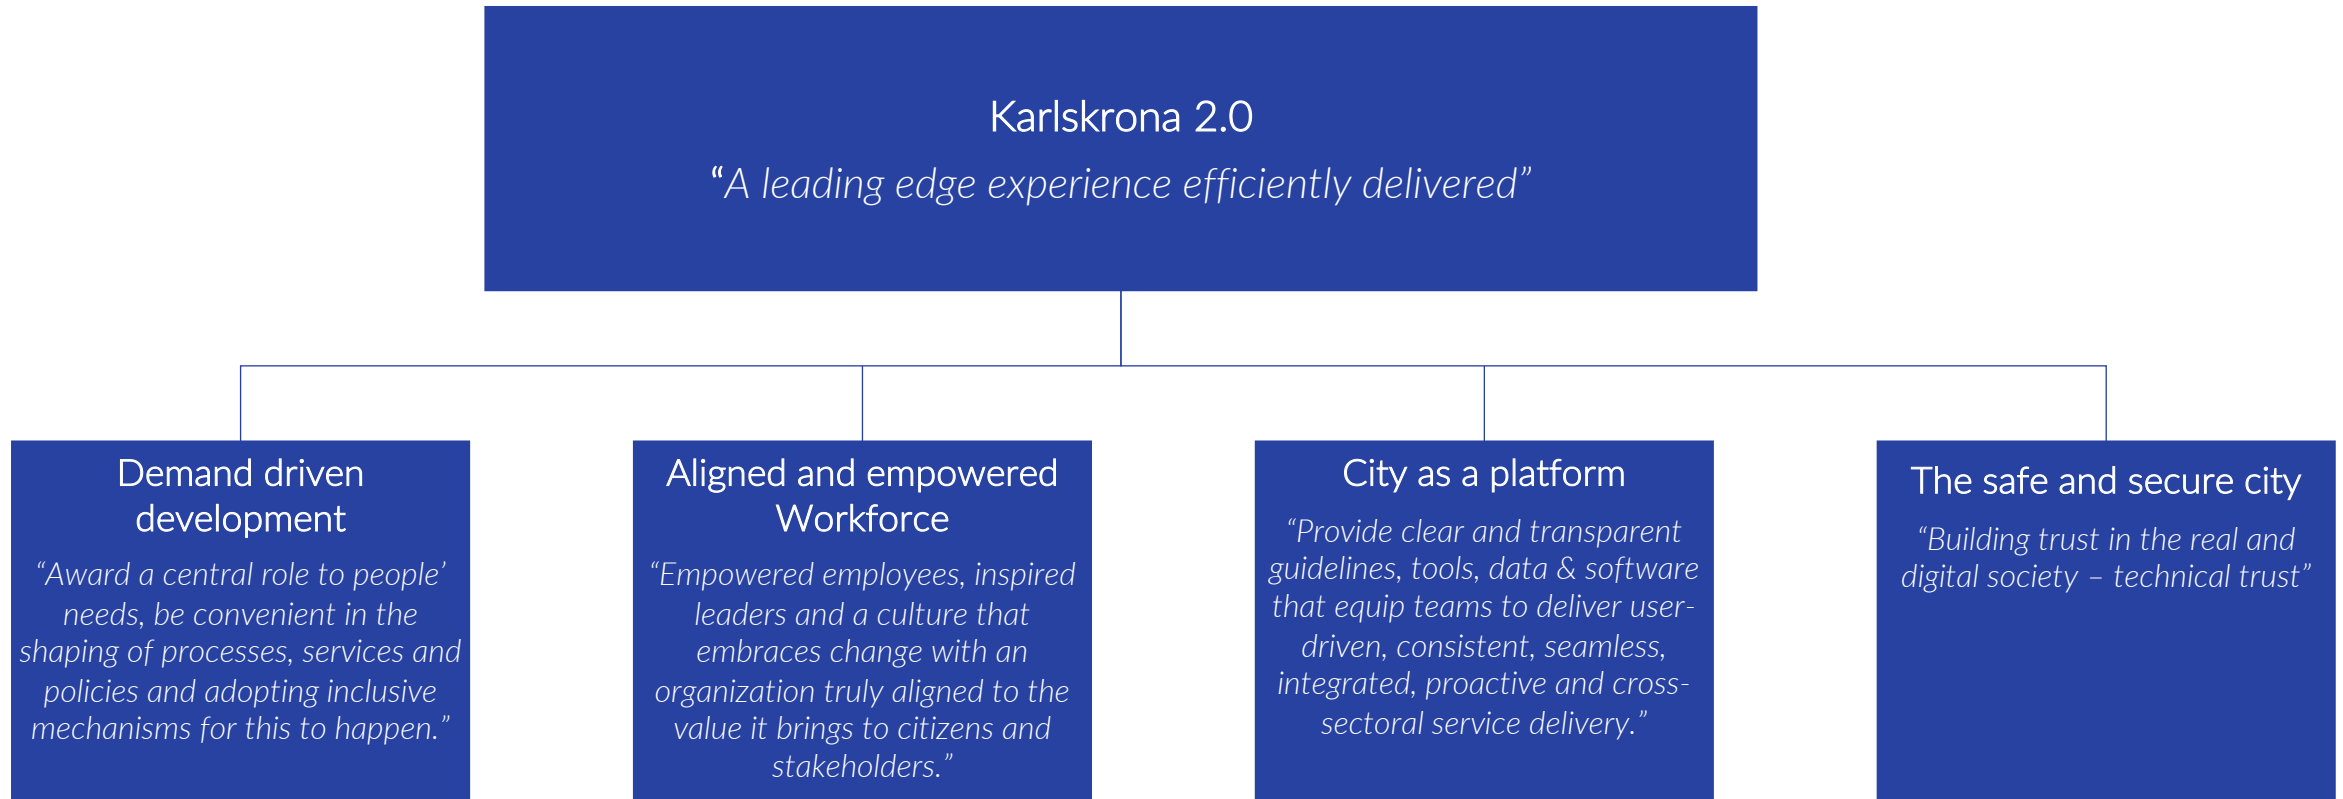 Karlskrona 2.0
“A leading edge experience efficiently delivered”
Demand driven
development
“Award a central role to people’
needs, be convenient in the
shaping of processes, services and
policies and adopting inclusive
mechanisms for this to happen.”
Aligned and empowered
Workforce
“Empowered employees, inspired
leaders and a culture that
embraces change with an
organization truly aligned to the
value it brings to citizens and
stakeholders.”
City as a platform
“Provide clear and transparent
guidelines, tools, data & software
that equip teams to deliver user-
driven, consistent, seamless,
integrated, proactive and cross-
sectoral service delivery.”
The safe and secure city
“Building trust in the real and
digital society – technical trust”